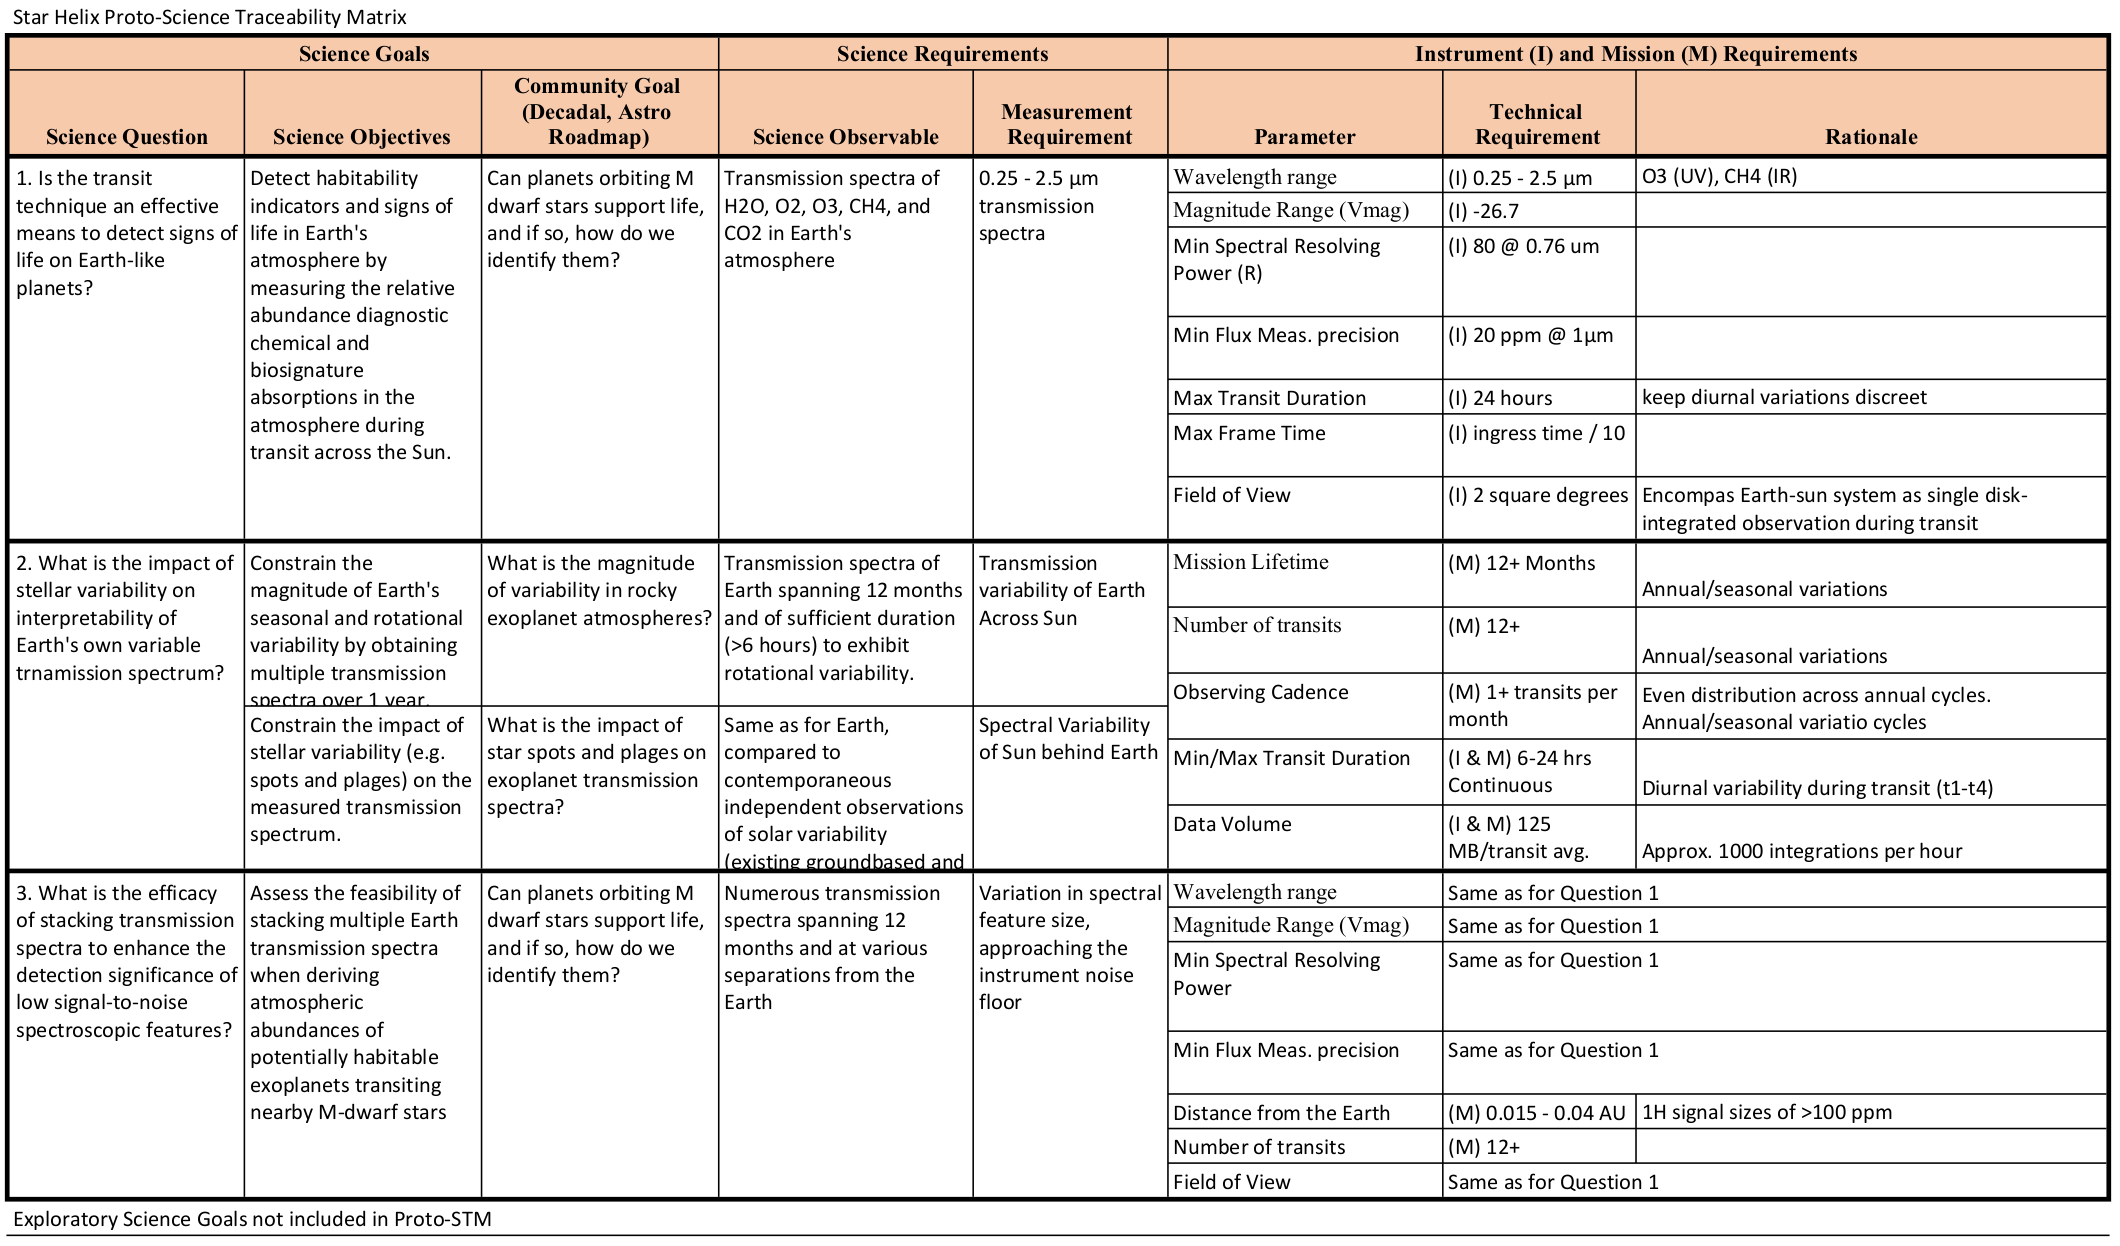 Star Helix Proto-Science Traceability Matrix
Science Goals
Science Requirements
Instrument (I) and Mission (M) Requirements
Science Question
Science Objectives
Community Goal
(Decadal, Astro
Roadmap)
Science Observable
Measurement
Requirement
Parameter
Technical
Requirement
Rationale
1. Is the transit
technique an effective
means to detect signs of
life on Earth-like
planets?
Detect habitability
indicators and signs of
life in Earth's
atmosphere by
measuring the relative
abundance diagnostic
chemical and
biosignature
absorptions in the
atmosphere during
transit across the Sun.
Can planets orbiting M
dwarf stars support life,
and if so, how do we
identify them?
Transmission spectra of
H2O, O2, O3, CH4, and
CO2 in Earth's
atmosphere
0.25 - 2.5 µm
transmission
spectra
Wavelength range
(I) 0.25 - 2.5 µm
O3 (UV), CH4 (IR)
Magnitude Range (Vmag)
(I) -26.7
Min Spectral Resolving
Power (R)
(I) 80 @ 0.76 um
Min Flux Meas. precision
(I) 20 ppm @ 1µm
Max Transit Duration
(I) 24 hours
keep diurnal variations discreet
Max Frame Time
(I) ingress time / 10
Field of View
(I) 2 square degrees
Encompas Earth-sun system as single disk-
integrated observation during transit
2. What is the impact of
stellar variability on
interpretability of
Earth's own variable
trnamission spectrum?
Constrain the
magnitude of Earth's
seasonal and rotational
variability by obtaining
multiple transmission
spectra over 1 year.
What is the magnitude
of variability in rocky
exoplanet atmospheres?
Transmission spectra of
Earth spanning 12 months
and of sufficient duration
(>6 hours) to exhibit
rotational variability.
Transmission
variability of Earth
Across Sun
Constrain the impact of
stellar variability (e.g.
spots and plages) on the
measured transmission
spectrum.
What is the impact of
star spots and plages on
exoplanet transmission
spectra?
Same as for Earth,
compared to
contemporaneous
independent observations
of solar variability
(existing groundbased and
Spectral Variability
of Sun behind Earth
Mission Lifetime
(M) 12+ Months
Annual/seasonal variations
Number of transits
(M) 12+
Annual/seasonal variations
Observing Cadence
(M) 1+ transits per
month
Even distribution across annual cycles.
Annual/seasonal variatio cycles
Min/Max Transit Duration
(I & M) 6-24 hrs
Continuous
Diurnal variability during transit (t1-t4)
Data Volume
(I & M) 125
MB/transit avg.
Approx. 1000 integrations per hour
3. What is the efficacy
of stacking transmission
spectra to enhance the
detection significance of
low signal-to-noise
spectroscopic features?
Assess the feasibility of
stacking multiple Earth
transmission spectra
when deriving
atmospheric
abundances of
potentially habitable
exoplanets transiting
nearby M-dwarf stars
Can planets orbiting M
dwarf stars support life,
and if so, how do we
identify them?
Numerous transmission
spectra spanning 12
months and at various
separations from the
Earth
Variation in spectral
feature size,
approaching the
instrument noise
floor
Wavelength range
Same as for Question 1
Magnitude Range (Vmag)
Same as for Question 1
Min Spectral Resolving
Power
Same as for Question 1
Min Flux Meas. precision
Same as for Question 1
Distance from the Earth
(M) 0.015 - 0.04 AU
1H signal sizes of >100 ppm
Number of transits
(M) 12+
Field of View
Same as for Question 1
Exploratory Science Goals not included in Proto-STM